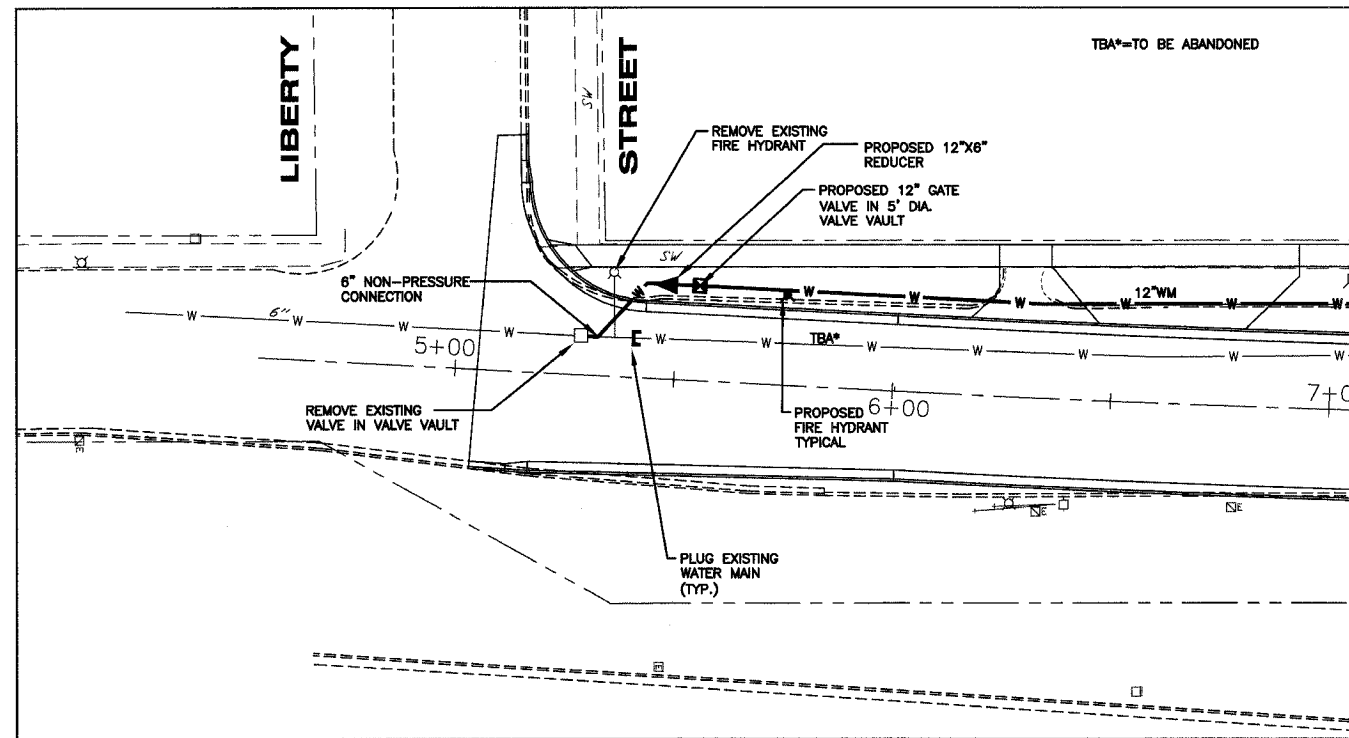 TBA*=TO BE ABANDONED
LIBERTY
STREET
SW
REMOVE EXISTING
FIRE HYDRANT
PROPOSED 12"X6"
REDUCER
PROPOSED 12" GATE
VALVE IN 5' DIA.
VALVE VAULT
SW
6" NON-PRESSURE
CONNECTION
W
12"WM
W W W W W W
W 6" W W W
5+00
E W W TBA* W W W W W
7+0
6+00
REMOVE EXISTING
VALVE IN VALVE VAULT
PROPOSED
FIRE HYDRANT
TYPICAL
E
E
E
PLUG EXISTING
WATER MAIN
(TYP.)
E